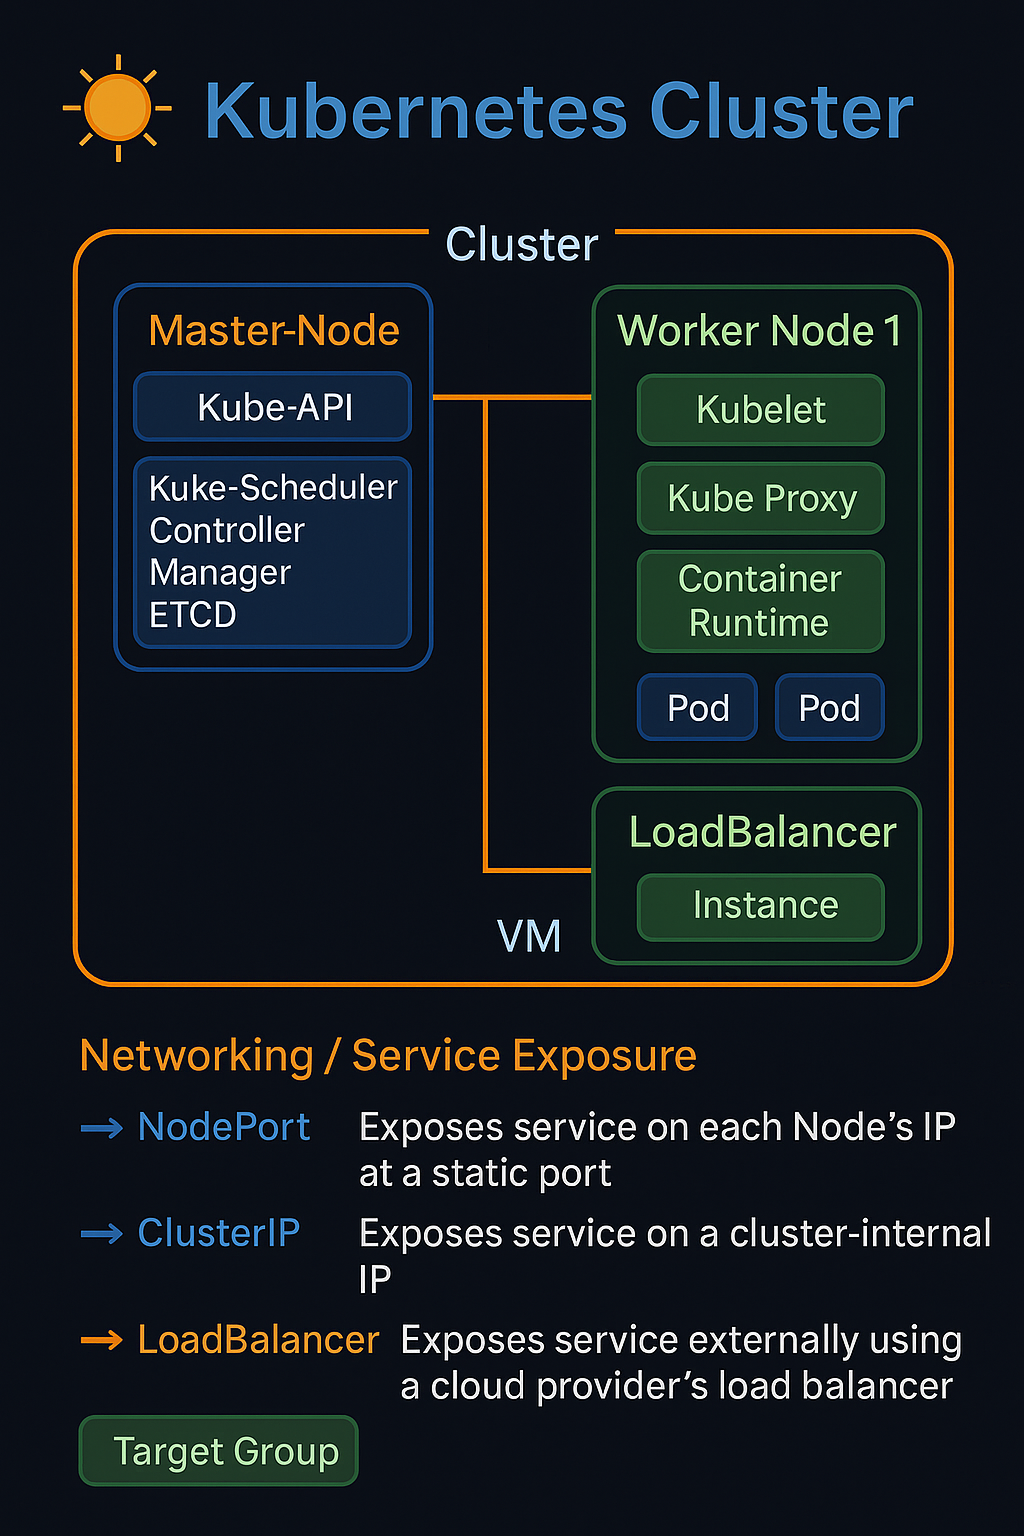 Kubernetes Cluster
Cluster
Master-Node
Kube-API
Kuke-Scheduler
Controller
Manager
ETCD
Worker Node 1
Kubelet
Kube Proxy
Container
Runtime
Pod
Pod
LoadBalancer
Instance
VM
Networking / Service Exposure
→ NodePort Exposes service on each Node’s IP
at a static port
→ ClusterIP Exposes service on a cluster-internal
IP
→ LoadBalancer Exposes service externally using
a cloud provider’s load balancer
Target Group